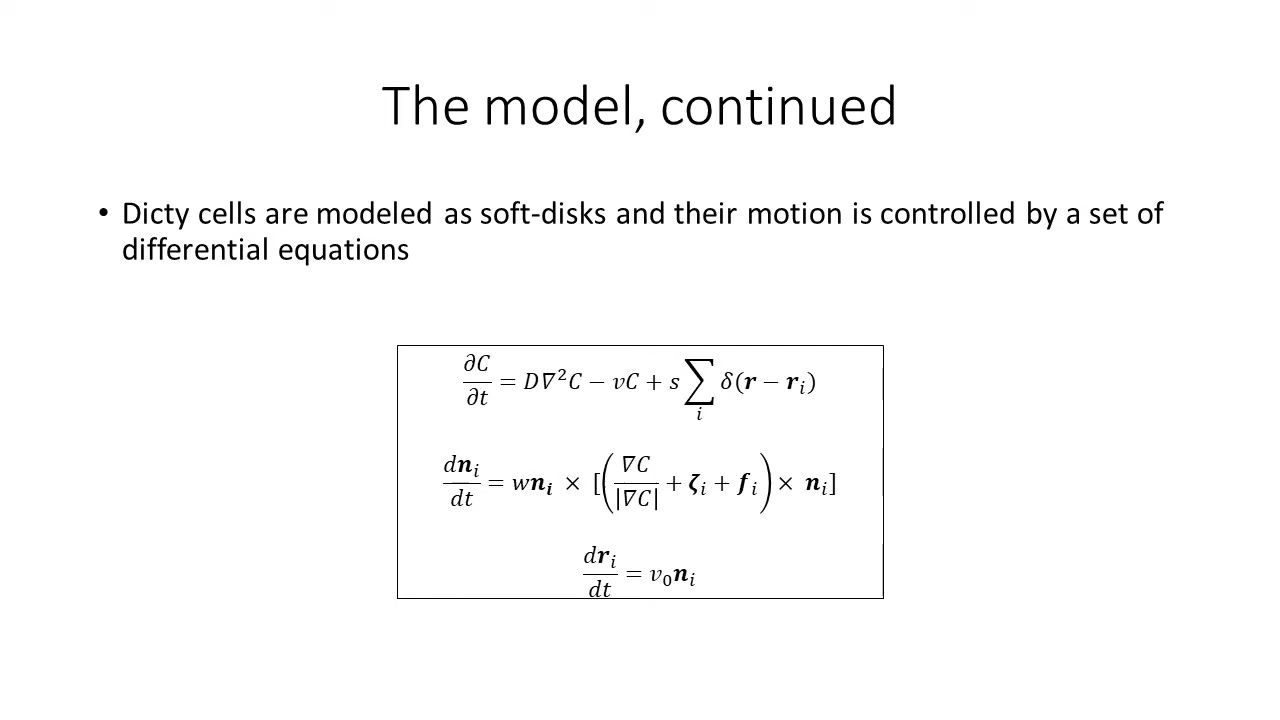 The model, continued
• Dicty cells are modeled as soft-disks and their motion is controlled by a set of
differential equations
∂C/∂t = D∇²C − vC + s∑ᵢ δ(r − rᵢ)
dnᵢ/dt = wnᵢ × [(∇C/|∇C| + ζᵢ + fᵢ) × nᵢ]
drᵢ/dt = v₀nᵢ